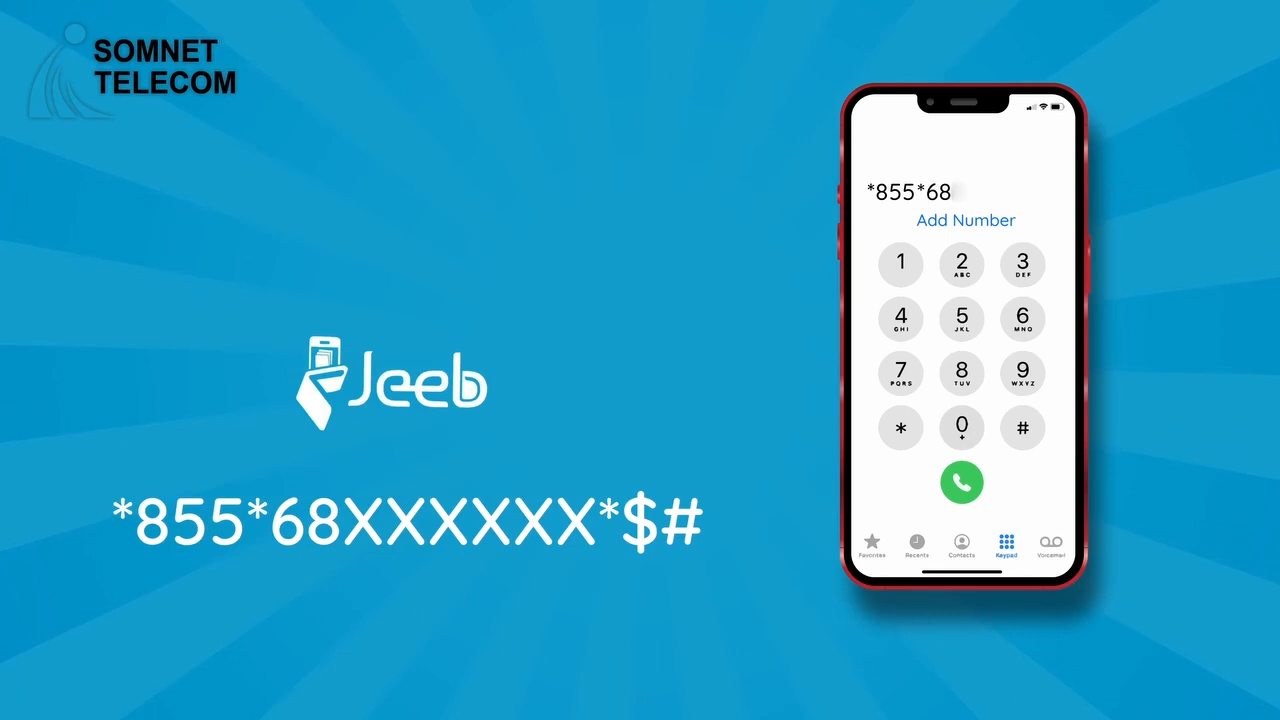 SOMNET
TELECOM
Jeeb
*855*68XXXXXX*$#
*855*68
Add Number
1
2
ABC
3
DEF
4
GHI
5
JKL
6
MNO
7
PQRS
8
TUV
9
WXYZ
*
0
+
#
Favorites
Recents
Contacts
Keypad
Voicemail